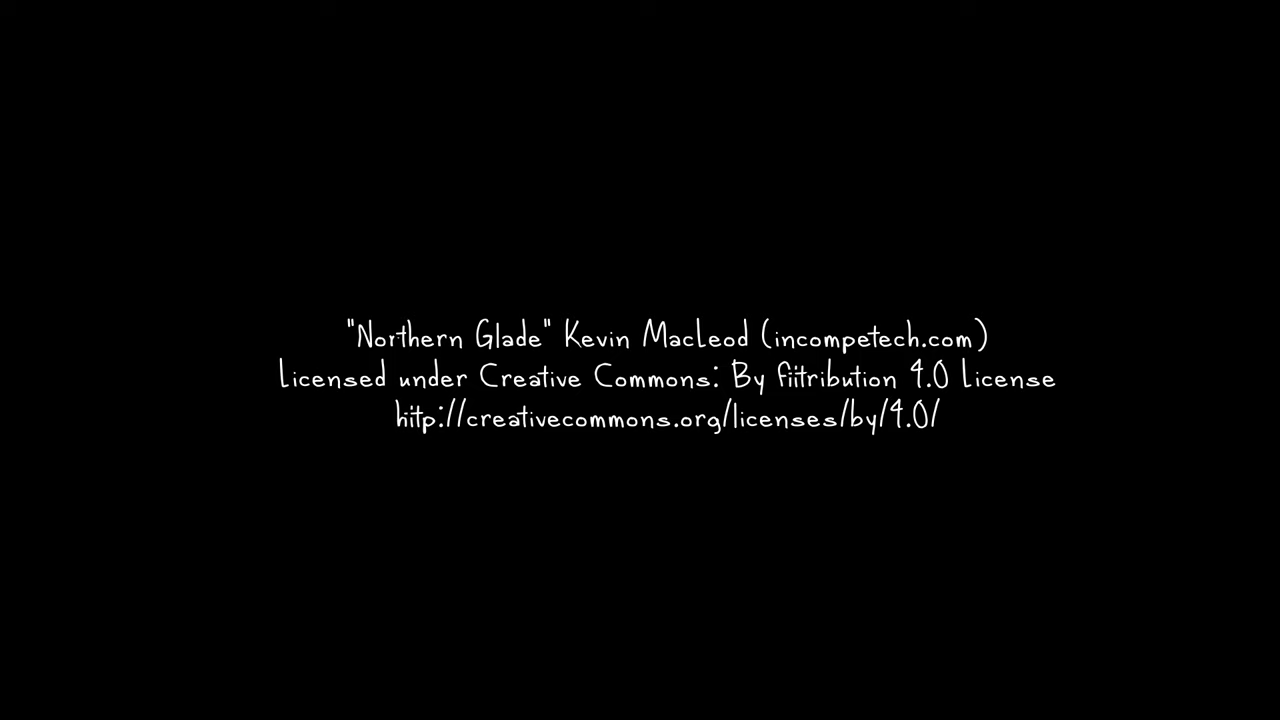 "Northern Glade" Kevin MacLeod (incompetech.com)
Licensed under Creative Commons: By Attribution 4.0 License
http://creativecommons.org/licenses/by/4.0/